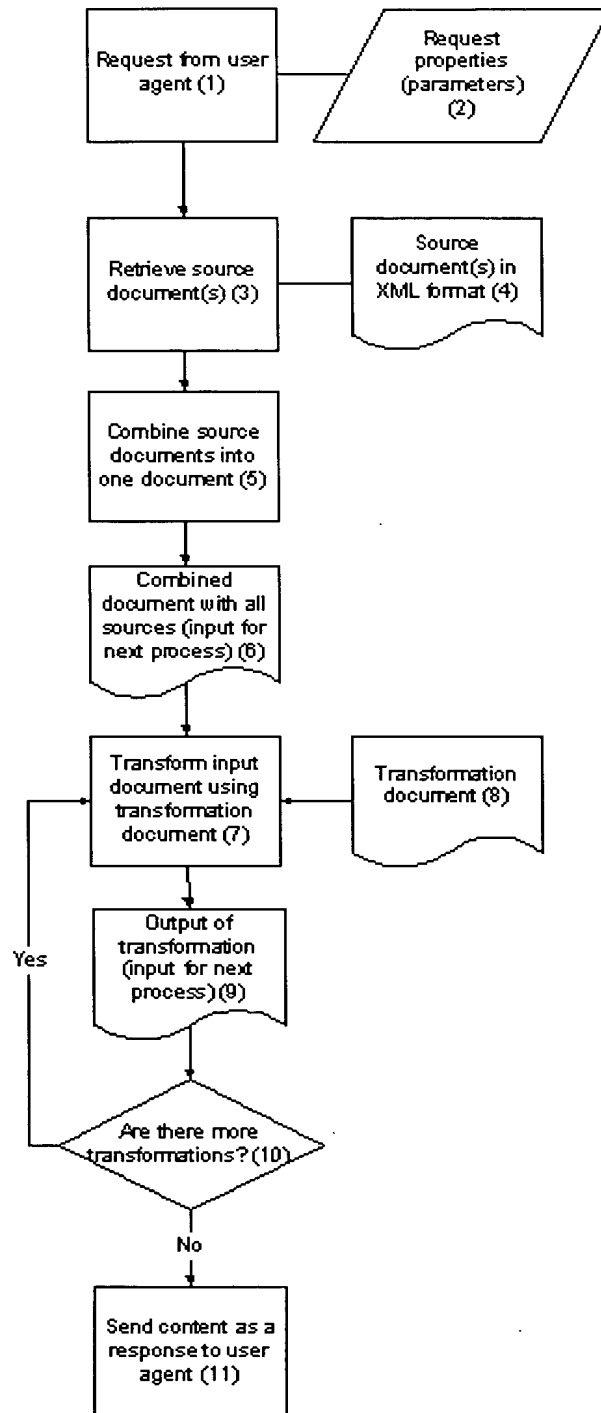 Request from user
agent (1)
Request
properties
(parameters)
(2)
Retrieve source
document(s) (3)
Source
document(s) in
XML format (4)
Combine source
documents into
one document (5)
Combined
document with all
sources (input for
next process) (6)
Transform input
document using
transformation
document (7)
Transformation
document (8)
Output of
transformation
(input for next
process) (9)
Yes
Are there more
transformations? (10)
No
Send content as a
response to user
agent (11)